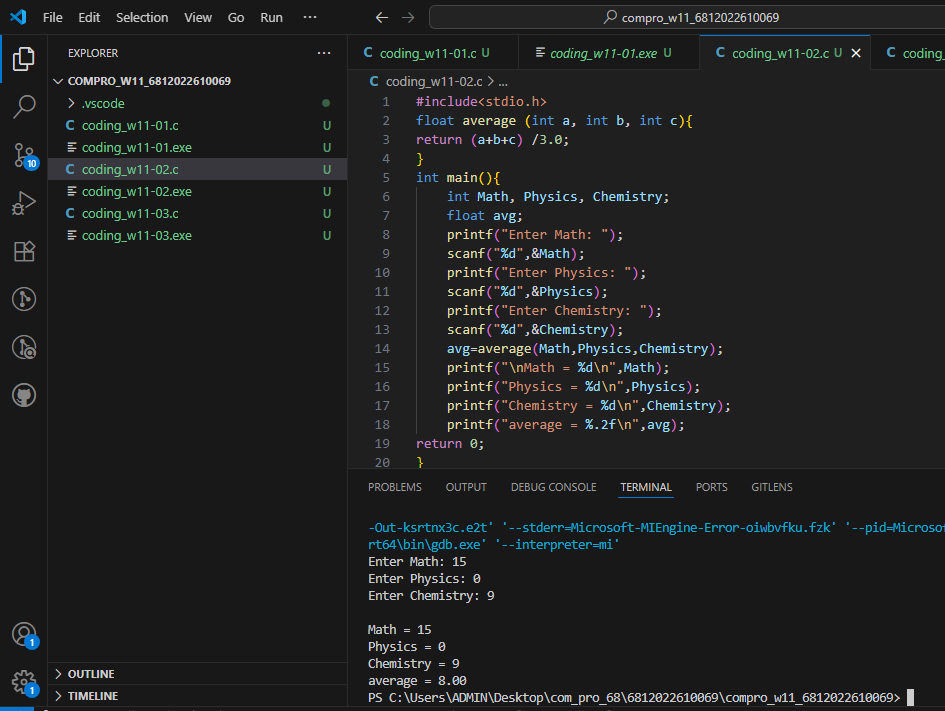 File Edit Selection View Go Run ··· ← → compro_w11_6812022610069
EXPLORER ···
COMPRO_W11_6812022610069
.vscode
C coding_w11-01.c U
coding_w11-01.exe U
C coding_w11-02.c U
coding_w11-02.exe U
C coding_w11-03.c U
coding_w11-03.exe U
OUTLINE
TIMELINE
10
1
1
C coding_w11-01.c U coding_w11-01.exe U C coding_w11-02.c U × C coding
C coding_w11-02.c > ...
1 #include<stdio.h>
2 float average (int a, int b, int c){
3 return (a+b+c) /3.0;
4 }
5 int main(){
6 int Math, Physics, Chemistry;
7 float avg;
8 printf("Enter Math: ");
9 scanf("%d",&Math);
10 printf("Enter Physics: ");
11 scanf("%d",&Physics);
12 printf("Enter Chemistry: ");
13 scanf("%d",&Chemistry);
14 avg=average(Math,Physics,Chemistry);
15 printf("\nMath = %d\n",Math);
16 printf("Physics = %d\n",Physics);
17 printf("Chemistry = %d\n",Chemistry);
18 printf("average = %.2f\n",avg);
19 return 0;
20 }
PROBLEMS OUTPUT DEBUG CONSOLE TERMINAL PORTS GITLENS
-Out-ksrtnx3c.e2t' '--stderr=Microsoft-MIEngine-Error-oiwbvfku.fzk' '--pid=Microsof
rt64\bin\gdb.exe' '--interpreter=mi'
Enter Math: 15
Enter Physics: 0
Enter Chemistry: 9
Math = 15
Physics = 0
Chemistry = 9
average = 8.00
PS C:\Users\ADMIN\Desktop\com_pro_68\6812022610069\compro_w11_6812022610069>